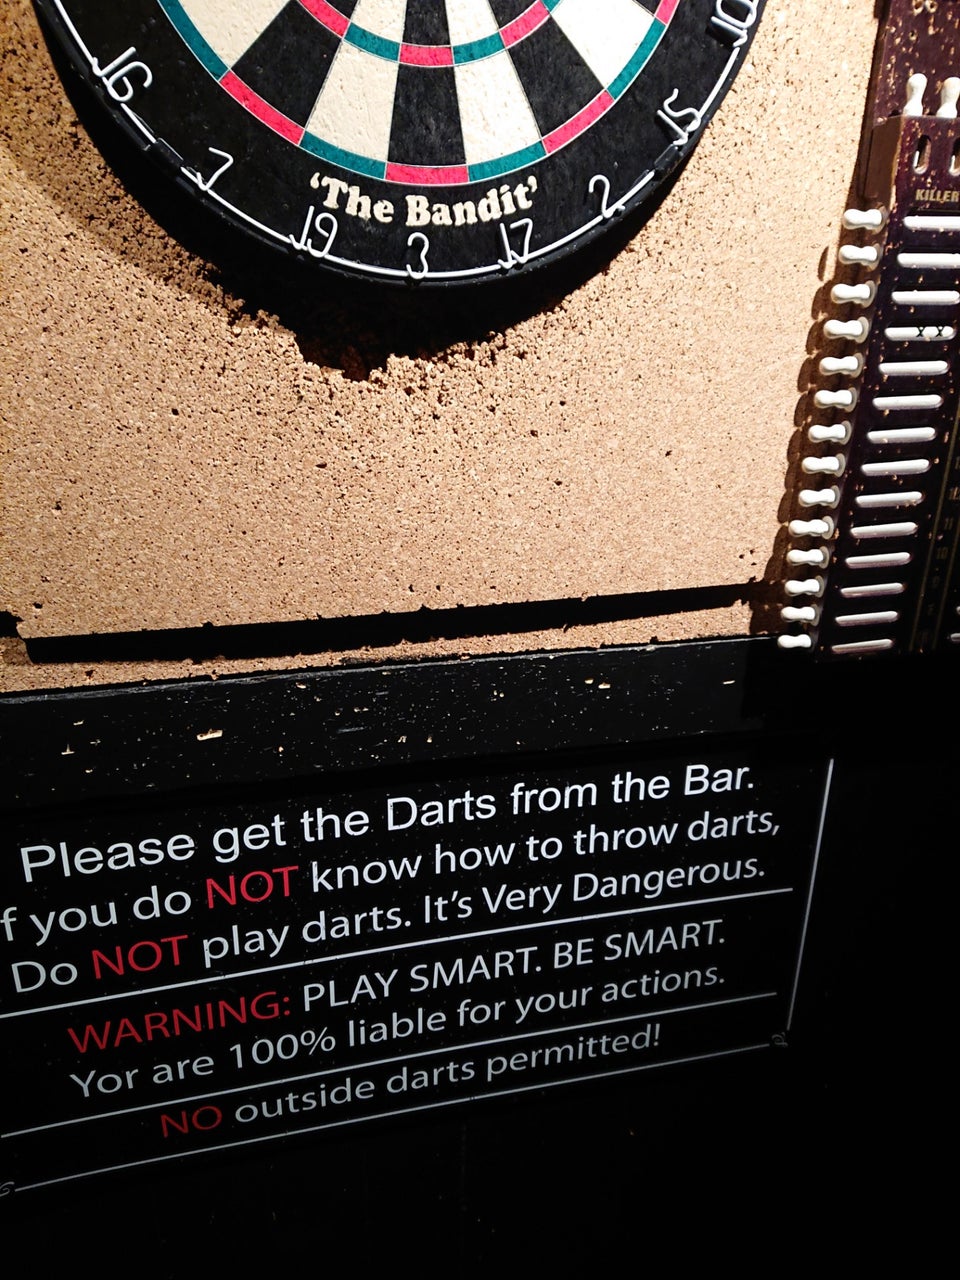 10
16
15
7
2
19
3
17
'The Bandit'
KILLER
X X
Please get the Darts from the Bar.
f you do NOT know how to throw darts,
Do NOT play darts. It's Very Dangerous.
WARNING: PLAY SMART. BE SMART.
Yor are 100% liable for your actions.
NO outside darts permitted!